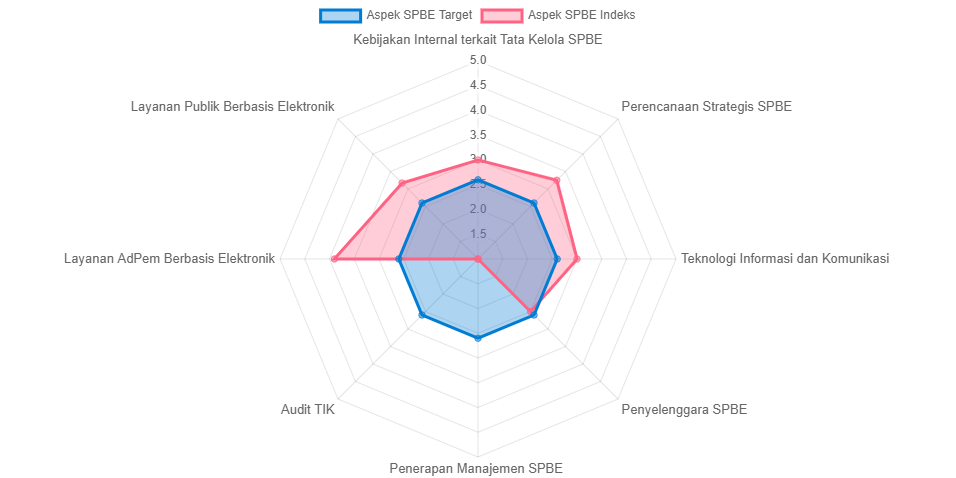 Aspek SPBE Target Aspek SPBE Indeks
Kebijakan Internal terkait Tata Kelola SPBE
5.0
4.5
Layanan Publik Berbasis Elektronik
Perencanaan Strategis SPBE
4.0
3.5
3.0
2.5
2.0
1.5
Layanan AdPem Berbasis Elektronik
Teknologi Informasi dan Komunikasi
Audit TIK
Penyelenggara SPBE
Penerapan Manajemen SPBE